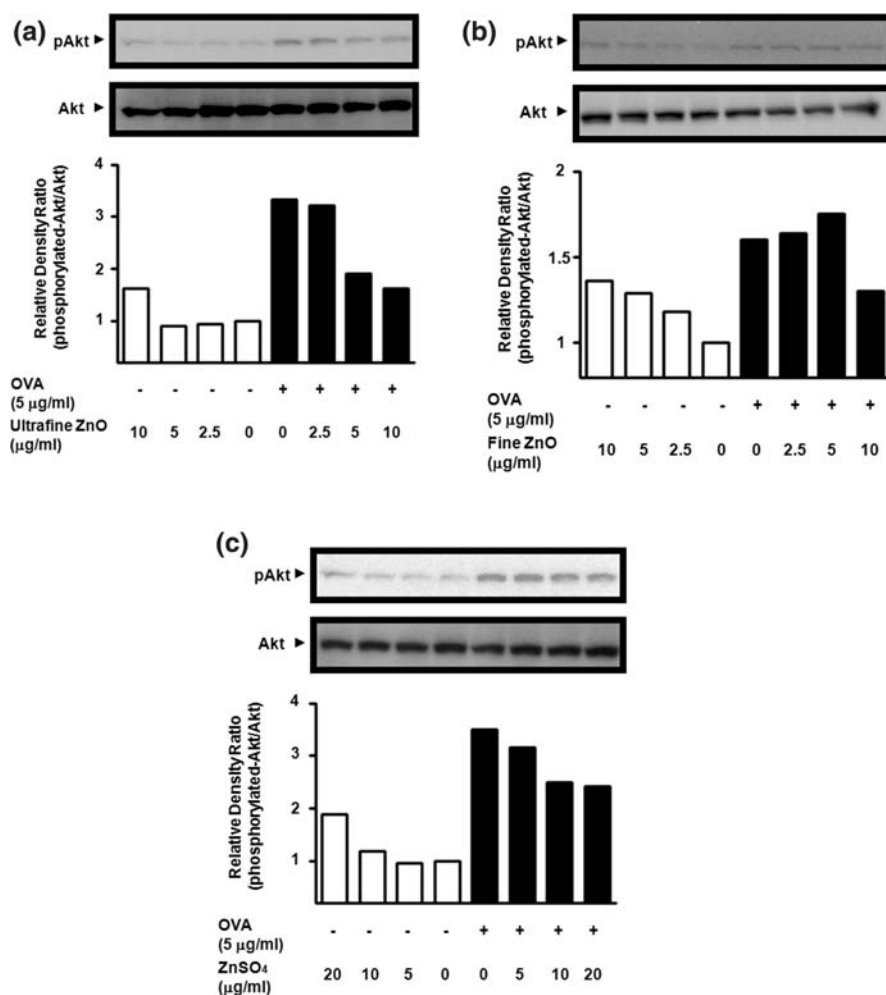 (a)
pAkt
Akt
Relative Density Ratio
(phosphorylated-Akt/Akt)
4
3
2
1
OVA - - - - + + + +
(5 μg/ml)
Ultrafine ZnO 10 5 2.5 0 0 2.5 5 10
(μg/ml)
(b)
pAkt
Akt
Relative Density Ratio
(phosphorylated-Akt/Akt)
2
1.5
1
OVA - - - - + + + +
(5 μg/ml)
Fine ZnO 10 5 2.5 0 0 2.5 5 10
(μg/ml)
(c)
pAkt
Akt
Relative Density Ratio
(phosphorylated-Akt/Akt)
4
3
2
1
OVA - - - - + + + +
(5 μg/ml)
ZnSO₄ 20 10 5 0 0 5 10 20
(μg/ml)